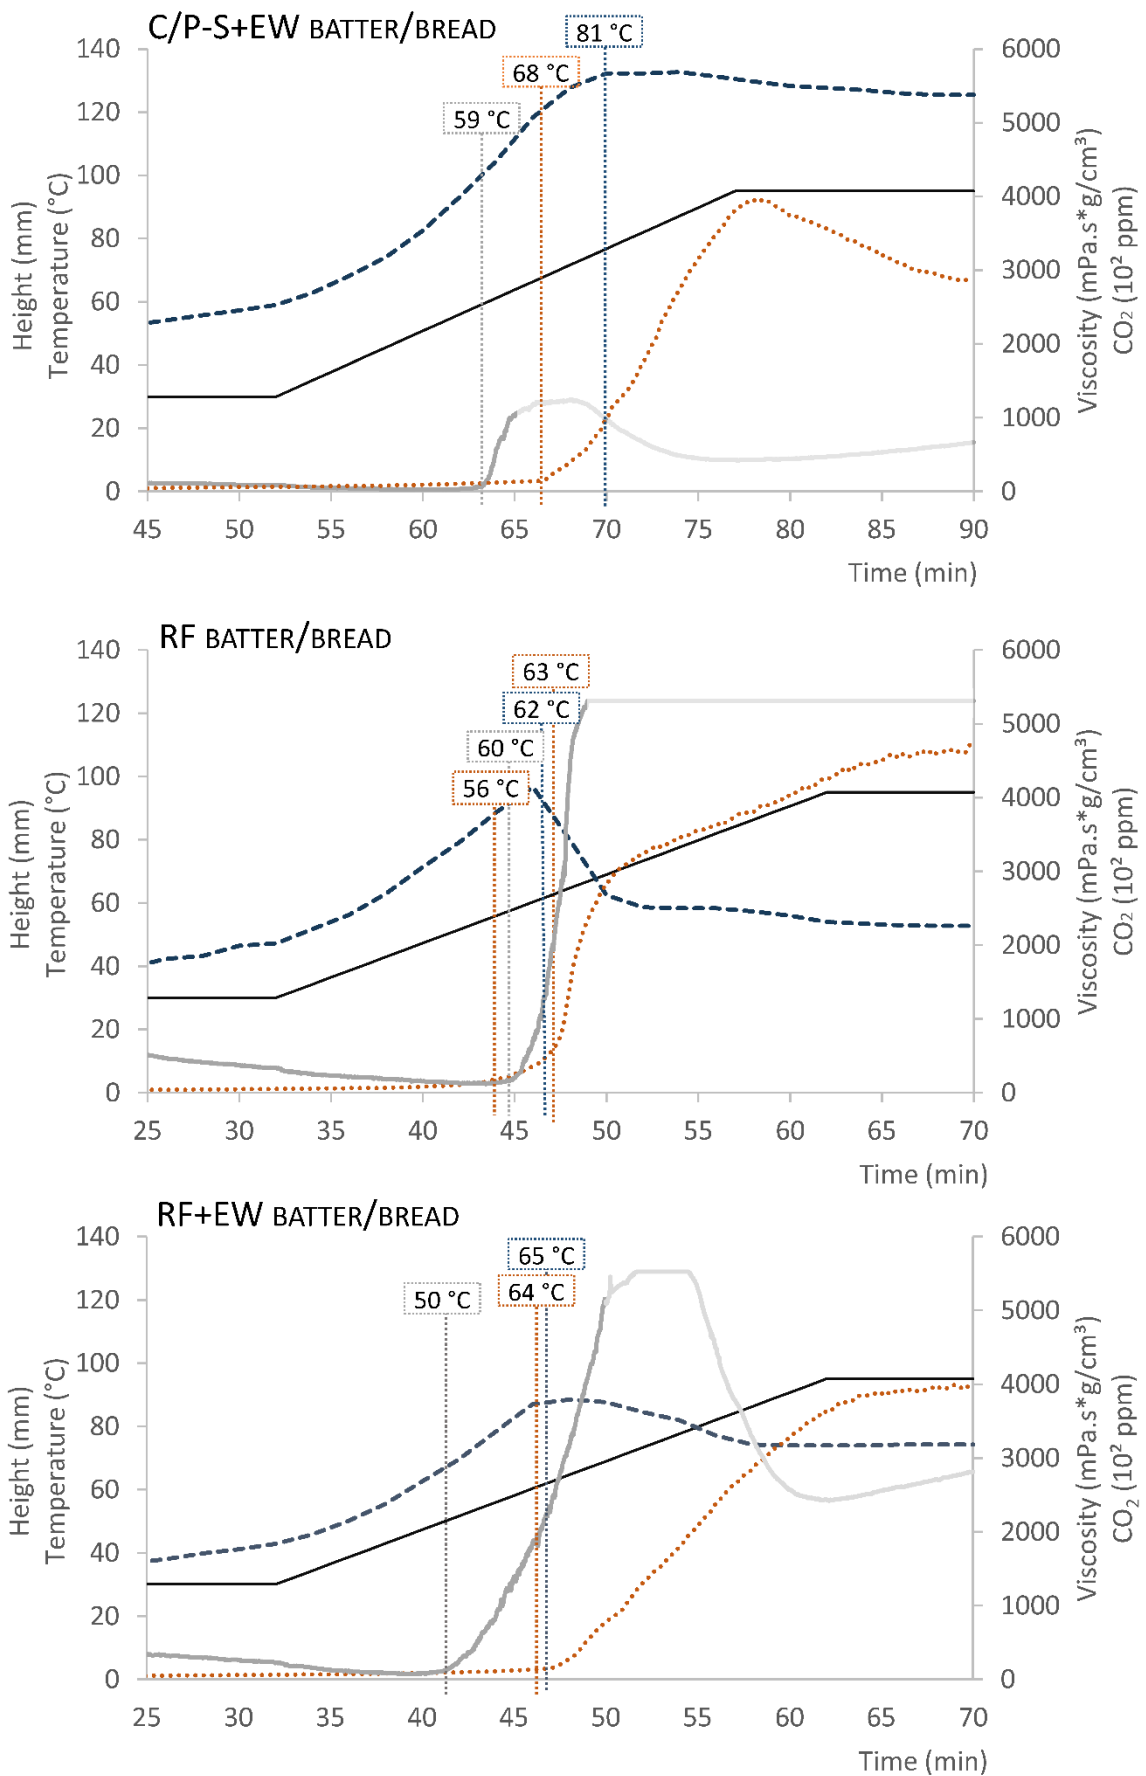 C/P-S+EW BATTER/BREAD
81 °C
68 °C
59 °C
140
120
100
80
60
40
20
0
Height (mm)
Temperature (°C)
6000
5000
4000
3000
2000
1000
0
Viscosity (mPa.s*g/cm³)
CO₂ (10² ppm)
45 50 55 60 65 70 75 80 85 90
Time (min)
RF BATTER/BREAD
63 °C
62 °C
60 °C
56 °C
140
120
100
80
60
40
20
0
Height (mm)
Temperature (°C)
6000
5000
4000
3000
2000
1000
0
Viscosity (mPa.s*g/cm³)
CO₂ (10² ppm)
25 30 35 40 45 50 55 60 65 70
Time (min)
RF+EW BATTER/BREAD
65 °C
64 °C
50 °C
140
120
100
80
60
40
20
0
Height (mm)
Temperature (°C)
6000
5000
4000
3000
2000
1000
0
Viscosity (mPa.s*g/cm³)
CO₂ (10² ppm)
25 30 35 40 45 50 55 60 65 70
Time (min)